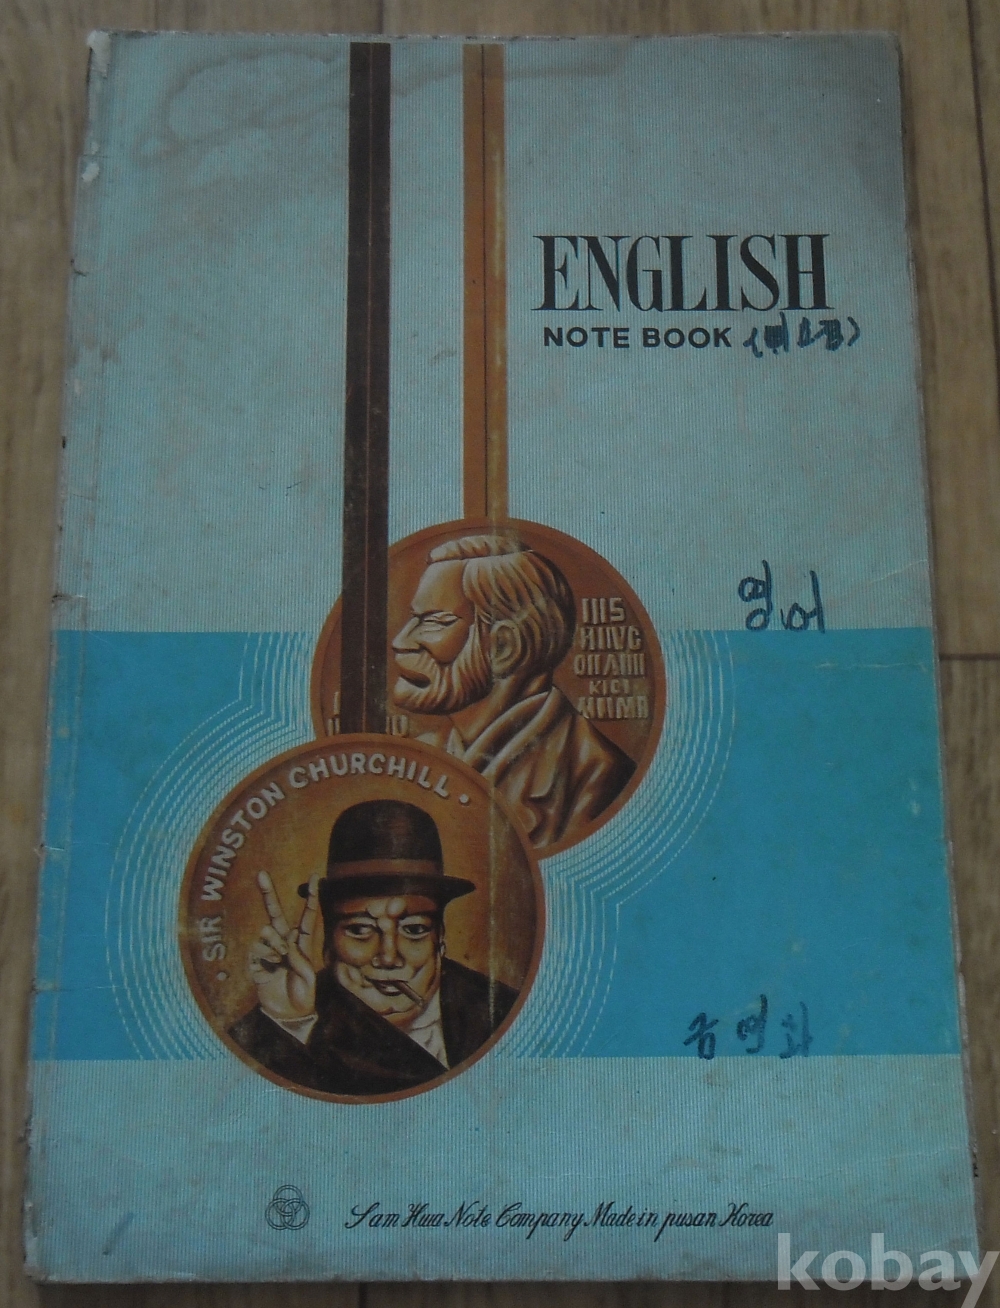 ENGLISH
NOTE BOOK
영어
SIR WINSTON CHURCHILL
Sam Hwa Note Company Made in pusan Korea
kobay